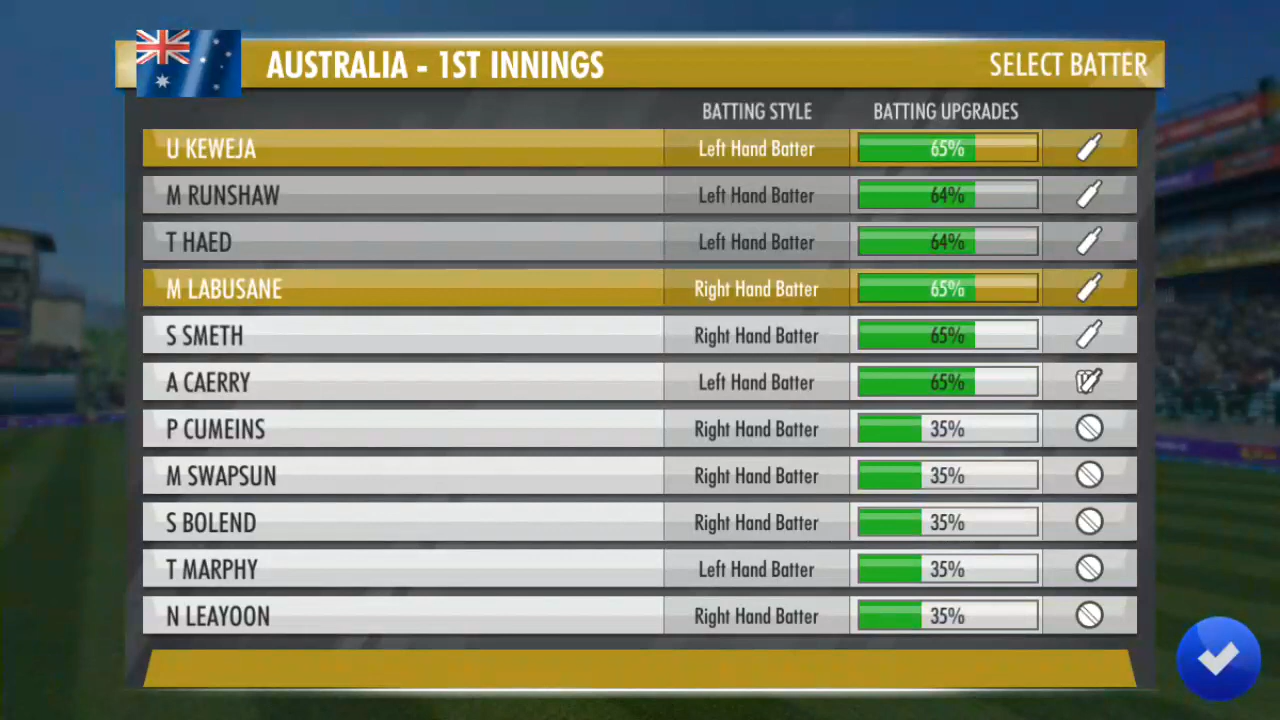 AUSTRALIA - 1ST INNINGS SELECT BATTER
BATTING STYLE BATTING UPGRADES
U KEWEJA Left Hand Batter 65%
M RUNSHAW Left Hand Batter 64%
T HAED Left Hand Batter 64%
M LABUSANE Right Hand Batter 65%
S SMETH Right Hand Batter 65%
A CAERRY Left Hand Batter 65%
P CUMEINS Right Hand Batter 35%
M SWAPSUN Right Hand Batter 35%
S BOLEND Right Hand Batter 35%
T MARPHY Left Hand Batter 35%
N LEAYOON Right Hand Batter 35%